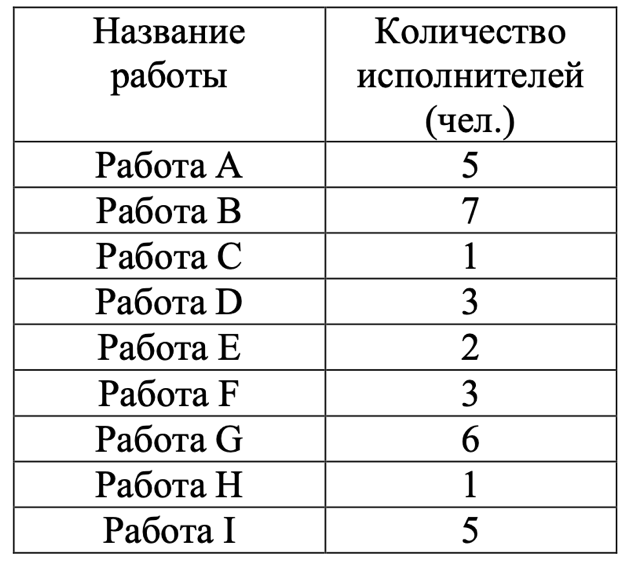 Название работы Количество исполнителей (чел.)
Работа A 5
Работа B 7
Работа C 1
Работа D 3
Работа E 2
Работа F 3
Работа G 6
Работа H 1
Работа I 5